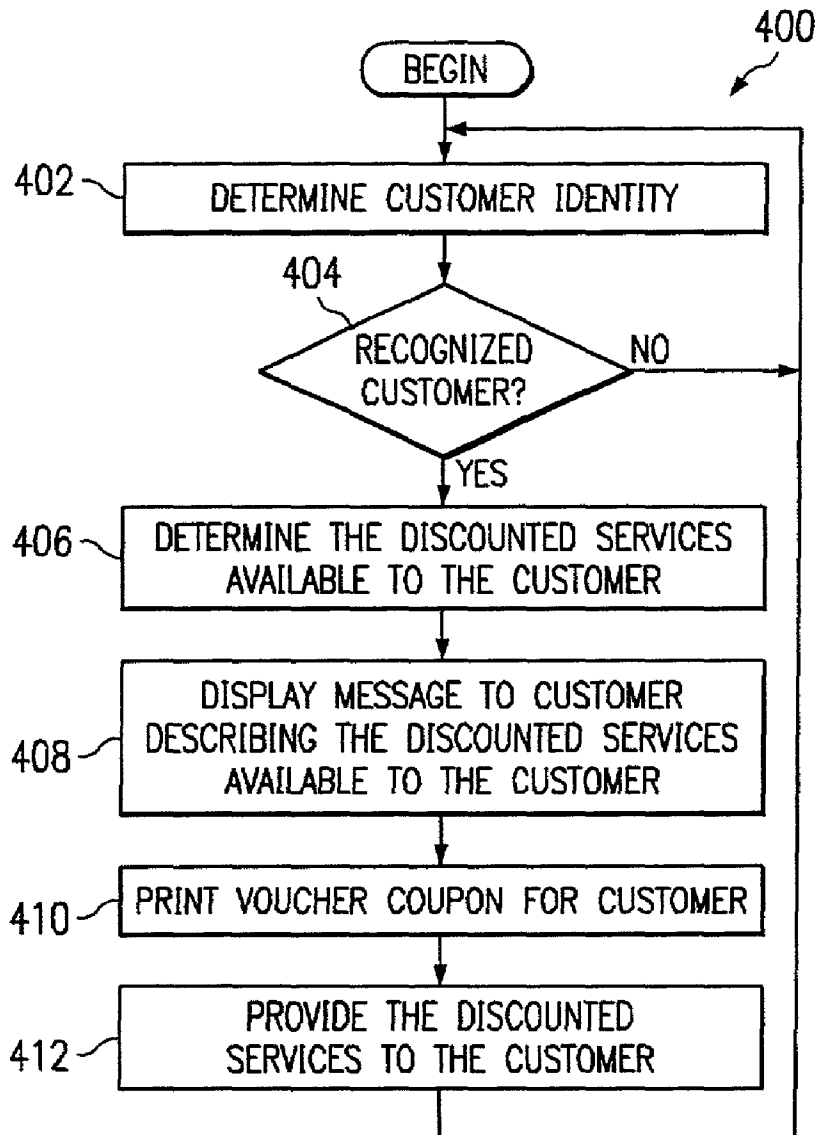 400
BEGIN
402
DETERMINE CUSTOMER IDENTITY
404
RECOGNIZED
CUSTOMER?
NO
YES
406
DETERMINE THE DISCOUNTED SERVICES
AVAILABLE TO THE CUSTOMER
408
DISPLAY MESSAGE TO CUSTOMER
DESCRIBING THE DISCOUNTED SERVICES
AVAILABLE TO THE CUSTOMER
410
PRINT VOUCHER COUPON FOR CUSTOMER
412
PROVIDE THE DISCOUNTED
SERVICES TO THE CUSTOMER